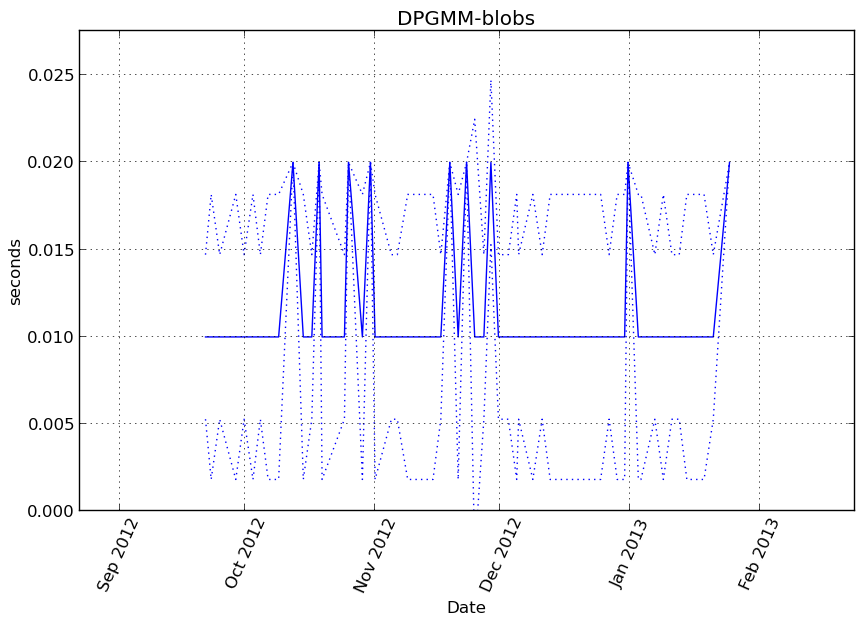 DPGMM-blobs
0.025
0.020
0.015
0.010
0.005
0.000
seconds
Sep 2012
Oct 2012
Nov 2012
Dec 2012
Jan 2013
Feb 2013
Date